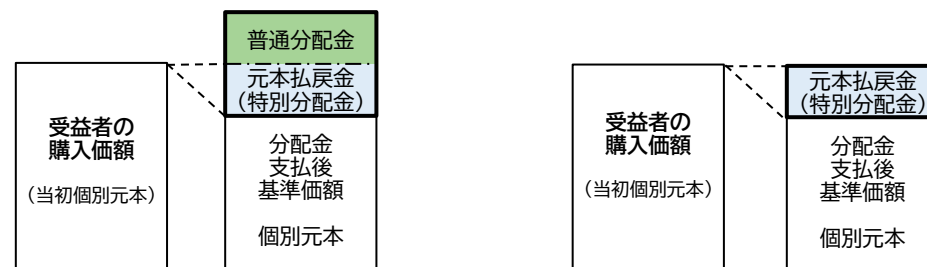 受益者の
購入価額
(当初個別元本)
普通分配金
元本払戻金
(特別分配金)
分配金
支払後
基準価額
個別元本
受益者の
購入価額
(当初個別元本)
元本払戻金
(特別分配金)
分配金
支払後
基準価額
個別元本